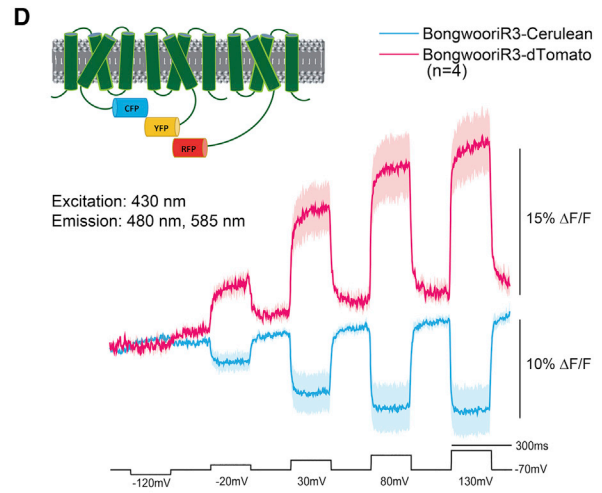 D
BongwooriR3-Cerulean
BongwooriR3-dTomato
(n=4)
CFP
YFP
RFP
Excitation: 430 nm
Emission: 480 nm, 585 nm
15% ΔF/F
10% ΔF/F
300ms
-70mV
-120mV
-20mV
30mV
80mV
130mV